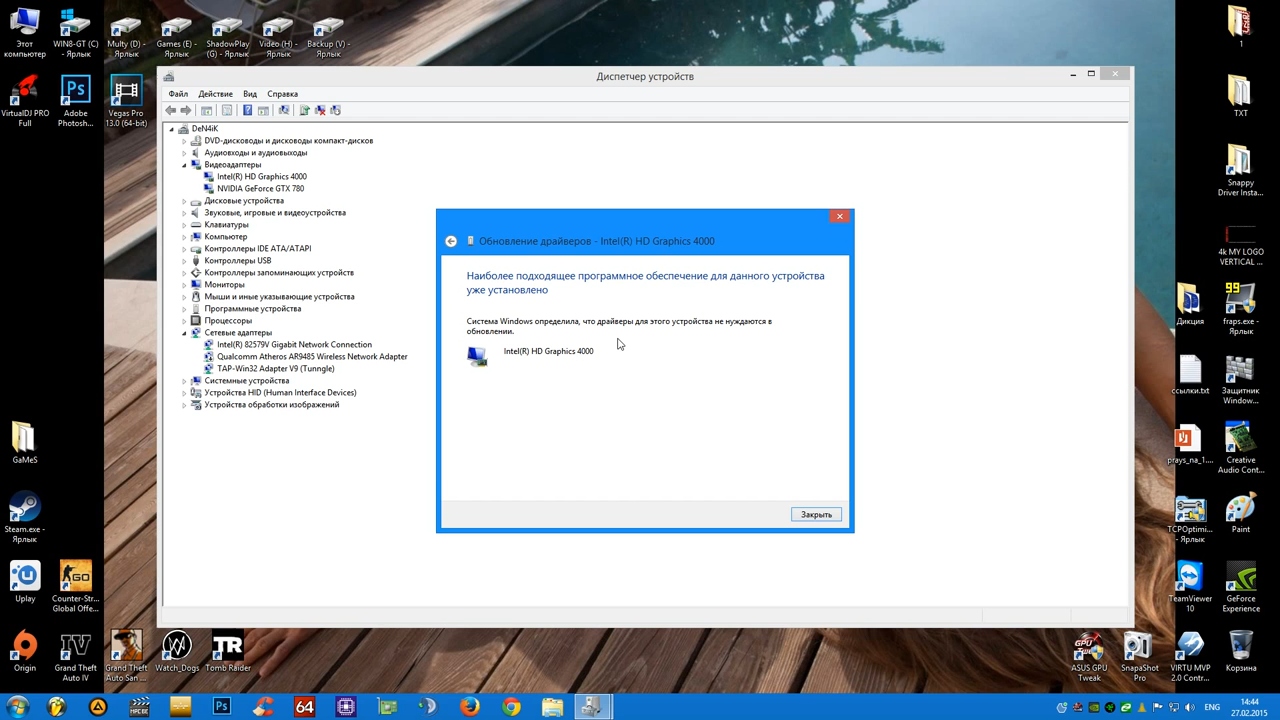 Этот
компьютер
WIN8-GT (C)
- Ярлык
Multy (D) -
Ярлык
Games (E) -
Ярлык
ShadowPlay
(G) - Ярлык
Video (H) -
Ярлык
Backup (V) -
Ярлык
VirtualDJ PRO
Full
Ps
Adobe
Photosh...
Vegas Pro
13.0 (64-bit)
Диспетчер устройств
Файл
Действие
Вид
Справка
DeN4iK
DVD-дисководы и дисководы компакт-дисков
Аудиовходы и аудиовыходы
Видеоадаптеры
Intel(R) HD Graphics 4000
NVIDIA GeForce GTX 780
Дисковые устройства
Звуковые, игровые и видеоустройства
Клавиатуры
Компьютер
Контроллеры IDE ATA/ATAPI
Контроллеры USB
Контроллеры запоминающих устройств
Мониторы
Мыши и иные указывающие устройства
Программные устройства
Процессоры
Сетевые адаптеры
Intel(R) 82579V Gigabit Network Connection
Qualcomm Atheros AR9485 Wireless Network Adapter
TAP-Win32 Adapter V9 (Tunngle)
Системные устройства
Устройства HID (Human Interface Devices)
Устройства обработки изображений
Обновление драйверов - Intel(R) HD Graphics 4000
Наиболее подходящее программное обеспечение для данного устройства
уже установлено
Система Windows определила, что драйверы для этого устройства не нуждаются в
обновлении.
Intel(R) HD Graphics 4000
Закрыть
1
TXT
Snappy
Driver Insta...
4k MY LOGO
VERTICAL ...
Дикция
99
fraps.exe -
Ярлык
ссылки.txt
Защитник
Window...
prays_na_1....
Creative
Audio Cont...
TCPOptimi...
- Ярлык
Paint
TeamViewer
10
GeForce
Experience
ASUS GPU
Tweak
SnapaShot
Pro
VIRTU MVP
2.0 Contr...
Корзина
GaMeS
Steam.exe -
Ярлык
Uplay
GO
Counter-Str...
Global Offe...
Origin
IV
Grand Theft
Auto IV
Grand Theft
Auto San ...
Watch_Dogs
TR
Tomb Raider
Ps
64
ENG
14:44
27.02.2015